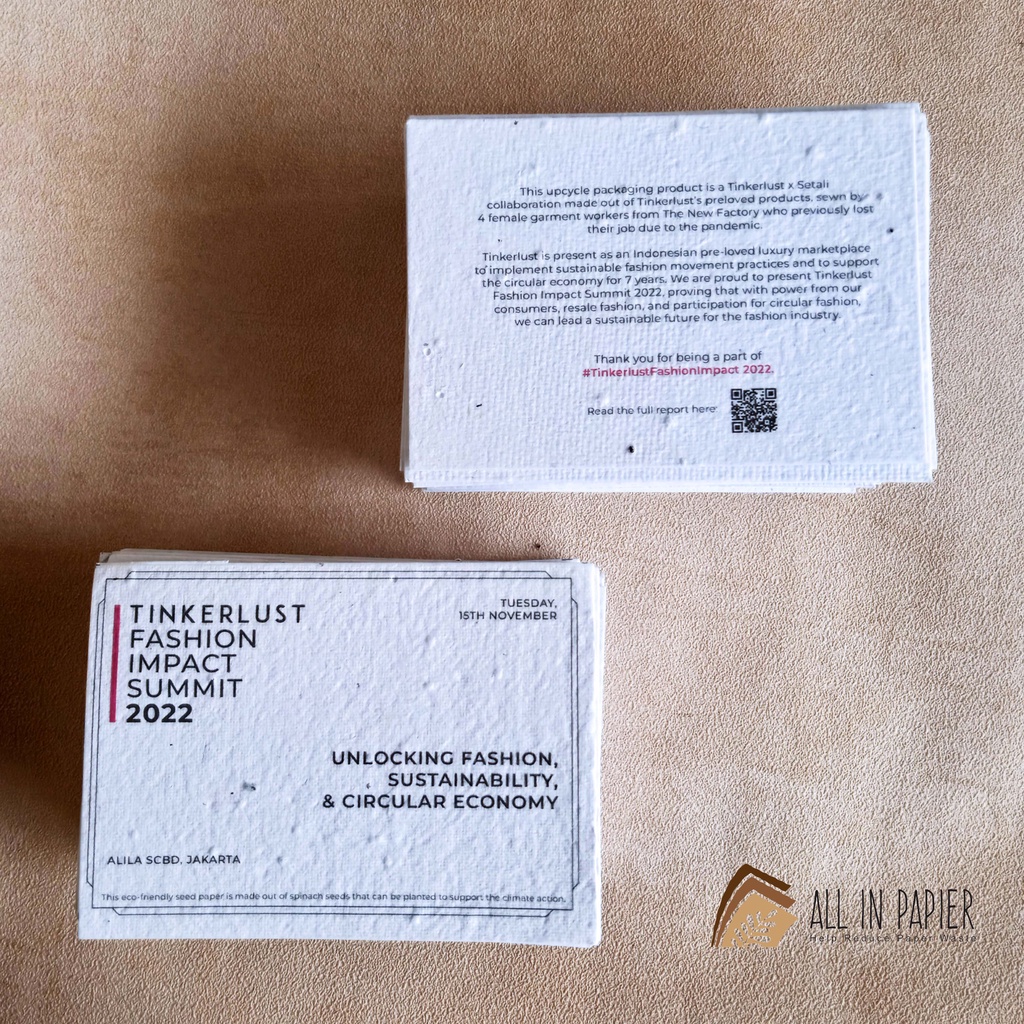 This upcycle packaging product is a Tinkerlust x Setali
collaboration made out of Tinkerlust's preloved products, sewn by
4 female garment workers from The New Factory who previously lost
their job due to the pandemic.
Tinkerlust is present as an Indonesian pre-loved luxury marketplace
to implement sustainable fashion movement practices and to support
the circular economy for 7 years. We are proud to present Tinkerlust
Fashion Impact Summit 2022, proving that with power from our
consumers, resale fashion, and participation for circular fashion,
we can lead a sustainable future for the fashion industry.
Thank you for being a part of
#TinkerlustFashionImpact 2022.
Read the full report here:
TINKERLUST
FASHION
IMPACT
SUMMIT
2022
TUESDAY,
15TH NOVEMBER
UNLOCKING FASHION,
SUSTAINABILITY,
& CIRCULAR ECONOMY
ALILA SCBD, JAKARTA
This eco-friendly seed paper is made out of spinach seeds that can be planted to support the climate action.
ALL IN PAPIER
Help Reduce Paper Waste